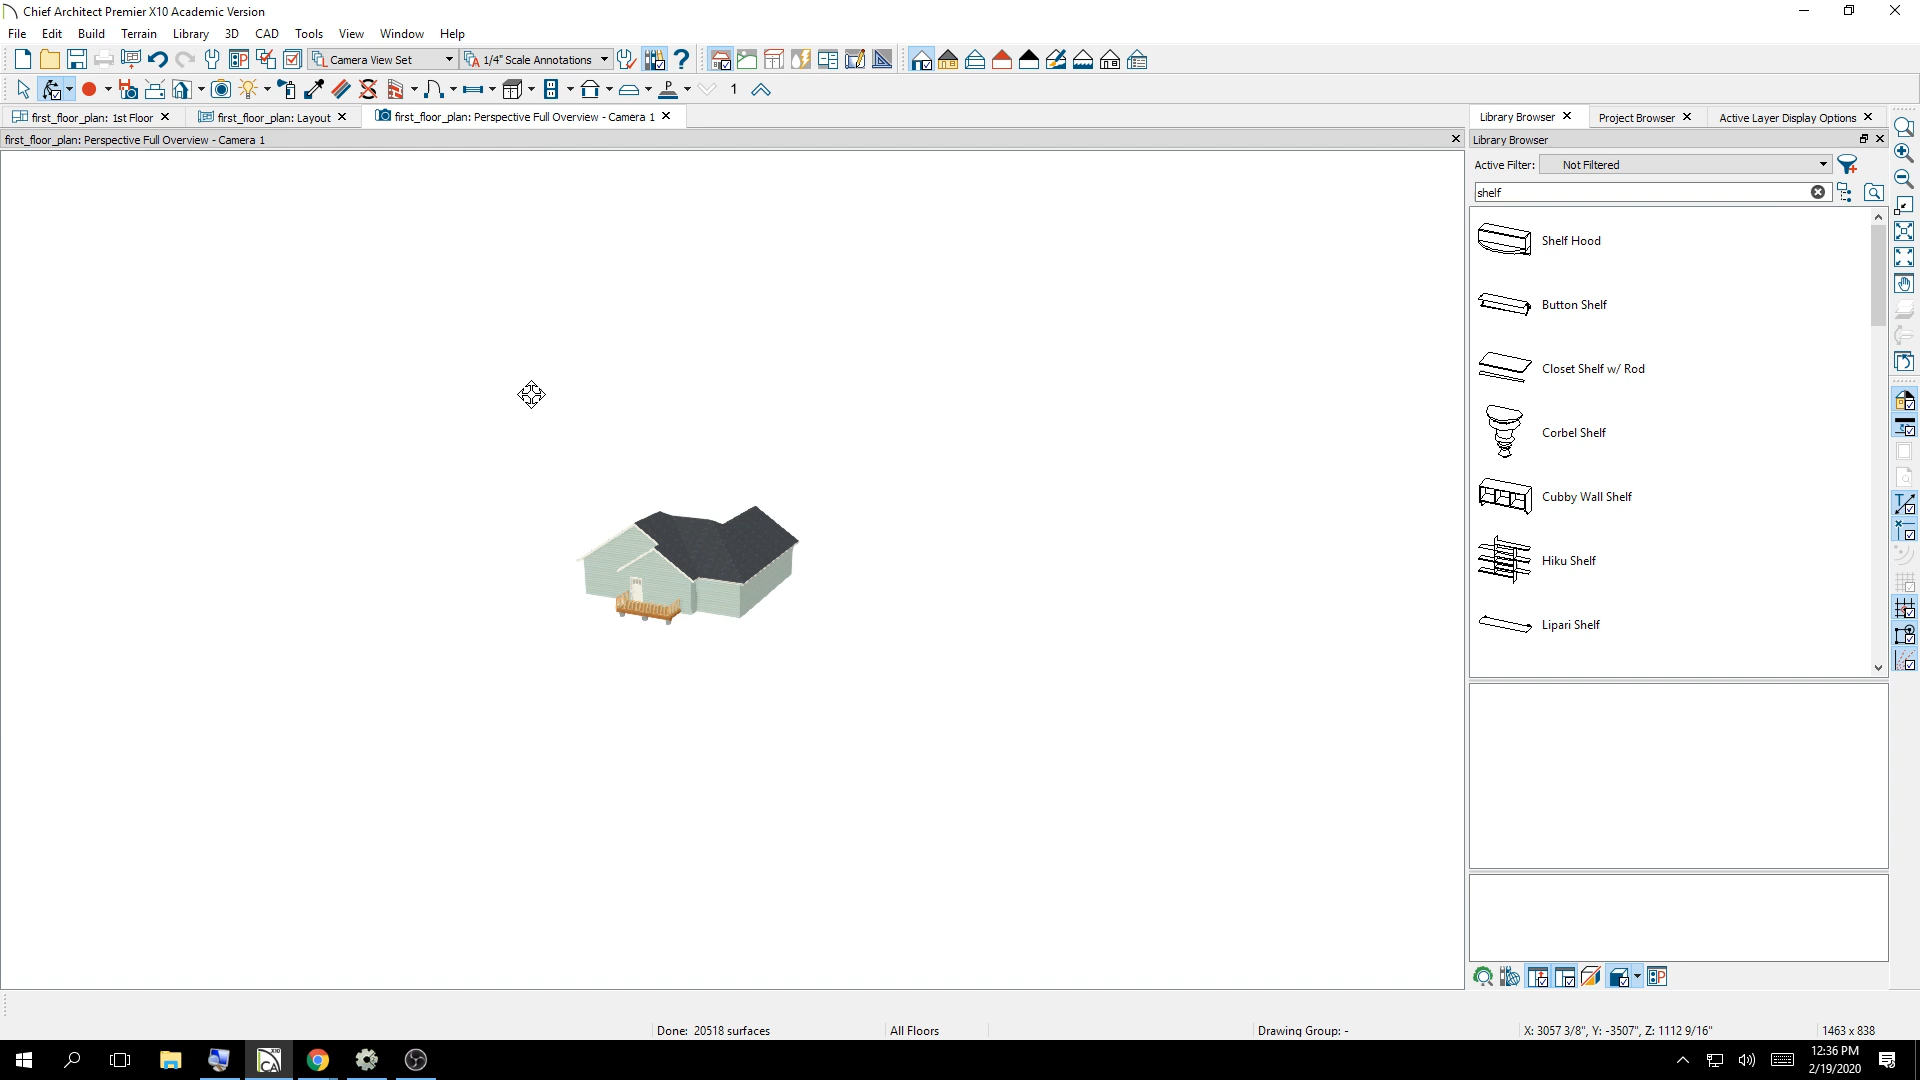 Chief Architect Premier X10 Academic Version
File Edit Build Terrain Library 3D CAD Tools View Window Help
Camera View Set 1/4" Scale Annotations
1
first_floor_plan: 1st Floor first_floor_plan: Layout first_floor_plan: Perspective Full Overview - Camera 1
Library Browser Project Browser Active Layer Display Options
first_floor_plan: Perspective Full Overview - Camera 1
Library Browser
Active Filter: Not Filtered
shelf
Shelf Hood
Button Shelf
Closet Shelf w/ Rod
Corbel Shelf
Cubby Wall Shelf
Hiku Shelf
Lipari Shelf
Done: 20518 surfaces All Floors Drawing Group: - X: 3057 3/8", Y: -3507", Z: 1112 9/16" 1463 x 838
X10
CA
12:36 PM
2/19/2020